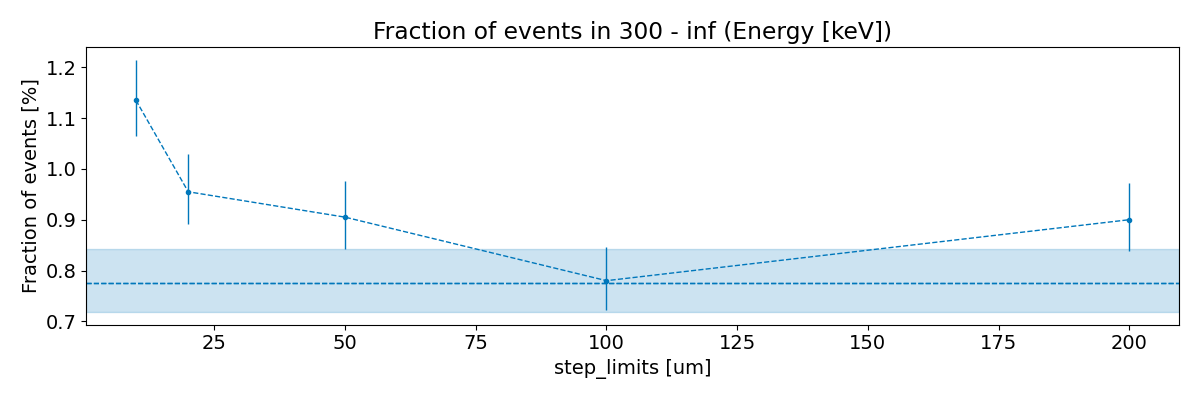 Fraction of events in 300 - inf (Energy [keV])
Fraction of events [%]
1.2
1.1
1.0
0.9
0.8
0.7
25 50 75 100 125 150 175 200
step_limits [um]